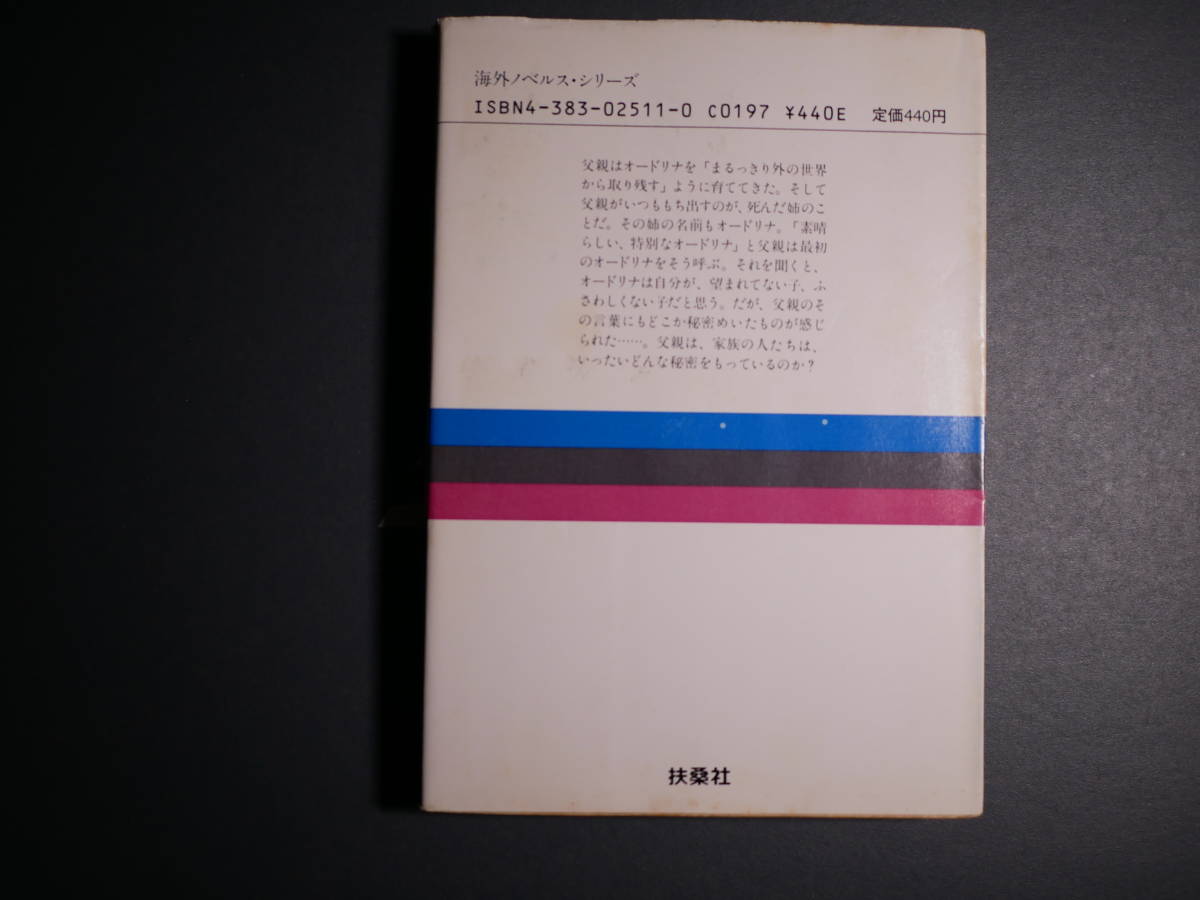 海外ノベルス・シリーズ
ISBN4-383-02511-0 C0197 ¥440E 定価440円
父親はオードリナを「まるっきり外の世界
から取り残す」ように育ててきた。そして
父親がいつももち出すのが、死んだ姉のこ
とだ。その姉の名前もオードリナ。「素晴
らしい、特別なオードリナ」と父親は最初
のオードリナをそう呼ぶ。それを聞くと、
オードリナは自分が、望まれてない子、ふ
さわしくない子だと思う。だが、父親のそ
の言葉にもどこか秘密めいたものが感じ
られた……。父親は、家族の人たちは、
いったいどんな秘密をもっているのか?
扶桑社